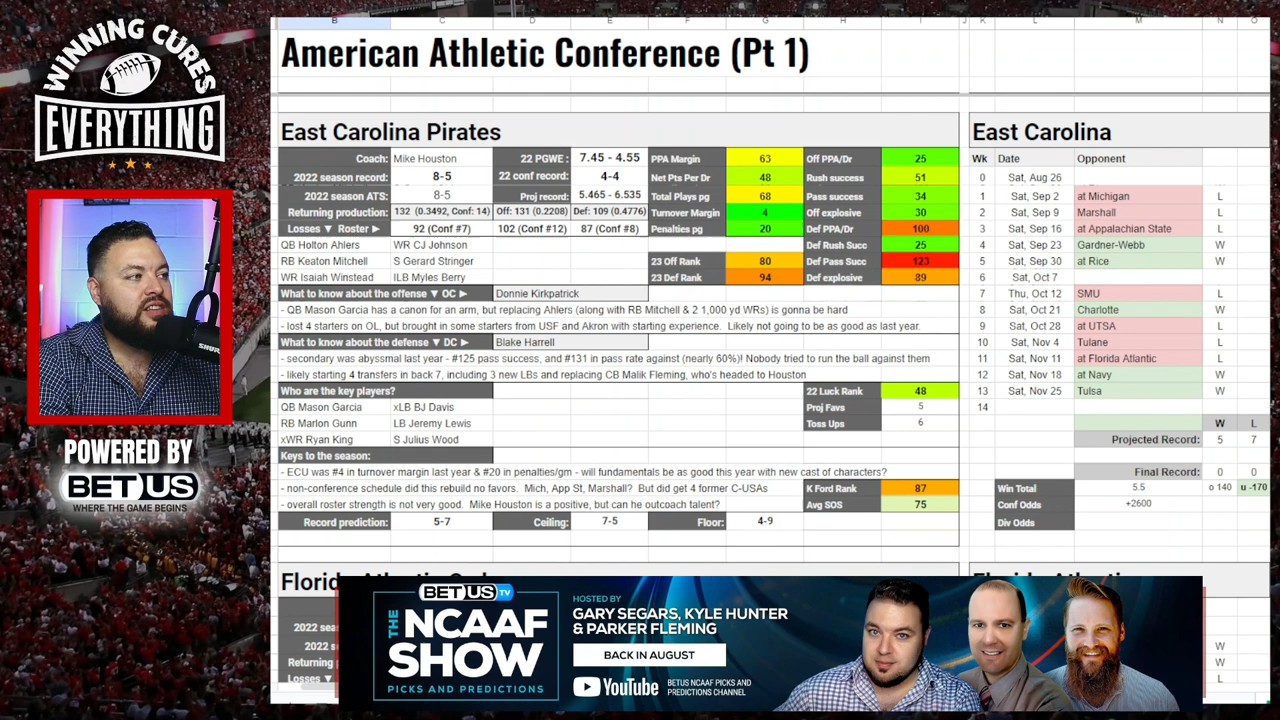 WINNING CURES
EVERYTHING
POWERED BY
BETUS
WHERE THE GAME BEGINS
SHURE
B C D E F G H I J K L M N O
American Athletic Conference (Pt 1)
East Carolina Pirates
Coach: Mike Houston 22 PGWE : 7.45 - 4.55 PPA Margin 63 Off PPA/Dr 25
2022 season record: 8-5 22 conf record: 4-4 Net Pts Per Dr 48 Rush success 51
2022 season ATS: 8-5 Proj record: 5.465 - 6.535 Total Plays pg 68 Pass success 34
Returning production: 132 (0.3492, Conf: 14) Off: 131 (0.2208) Def: 109 (0.4776) Turnover Margin 4 Off explosive 30
Losses ▼ Roster ► 92 (Conf #7) 102 (Conf #12) 87 (Conf #8) Penalties pg 20 Def PPA/Dr 100
QB Holton Ahlers WR CJ Johnson Def Rush Succ 25
RB Keaton Mitchell S Gerard Stringer 23 Off Rank 80 Def Pass Succ 123
WR Isaiah Winstead ILB Myles Berry 23 Def Rank 94 Def explosive 89
What to know about the offense ▼ OC ► Donnie Kirkpatrick
- QB Mason Garcia has a canon for an arm, but replacing Ahlers (along with RB Mitchell & 2 1,000 yd WRs) is gonna be hard
- lost 4 starters on OL, but brought in some starters from USF and Akron with starting experience. Likely not going to be as good as last year.
What to know about the defense ▼ DC ► Blake Harrell
- secondary was abyssmal last year - #125 pass success, and #131 in pass rate against (nearly 60%)! Nobody tried to run the ball against them
- likely starting 4 transfers in back 7, including 3 new LBs and replacing CB Malik Fleming, who's headed to Houston
Who are the key players? 22 Luck Rank 48
QB Mason Garcia xLB BJ Davis Proj Favs 5
RB Marlon Gunn LB Jeremy Lewis Toss Ups 6
xWR Ryan King S Julius Wood
Keys to the season:
- ECU was #4 in turnover margin last year & #20 in penalties/gm - will fundamentals be as good this year with new cast of characters?
- non-conference schedule did this rebuild no favors. Mich, App St, Marshall? But did get 4 former C-USAs K Ford Rank 87
- overall roster strength is not very good. Mike Houston is a positive, but can he outcoach talent? Avg SOS 75
Record prediction: 5-7 Ceiling: 7-5 Floor: 4-9
East Carolina
Wk Date Opponent
0 Sat, Aug 26
1 Sat, Sep 2 at Michigan L
2 Sat, Sep 9 Marshall L
3 Sat, Sep 16 at Appalachian State L
4 Sat, Sep 23 Gardner-Webb W
5 Sat, Sep 30 at Rice W
6 Sat, Oct 7
7 Thu, Oct 12 SMU L
8 Sat, Oct 21 Charlotte W
9 Sat, Oct 28 at UTSA L
10 Sat, Nov 4 Tulane L
11 Sat, Nov 11 at Florida Atlantic L
12 Sat, Nov 18 at Navy W
13 Sat, Nov 25 Tulsa W
14
W L
Projected Record: 5 7
Final Record: 0 0
Win Total 5.5 o 140 u -170
Conf Odds +2600
Div Odds
2022 sea
2022 s
Returning
Losses ▼
W
W
L
BETUS TV
THE NCAAF SHOW
PICKS AND PREDICTIONS
HOSTED BY
GARY SEGARS, KYLE HUNTER
& PARKER FLEMING
BACK IN AUGUST
YouTube
BETUS NCAAF PICKS AND
PREDICTIONS CHANNEL